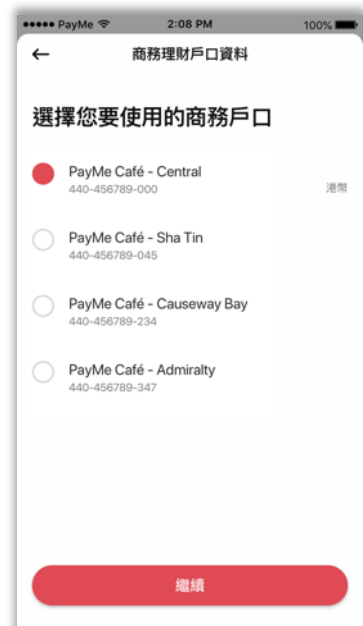 PayMe 2:08 PM 100%
商務理財戶口資料
選擇您要使用的商務戶口
PayMe Café - Central
440-456789-000 港幣
PayMe Café - Sha Tin
440-456789-045
PayMe Café - Causeway Bay
440-456789-234
PayMe Café - Admiralty
440-456789-347
繼續